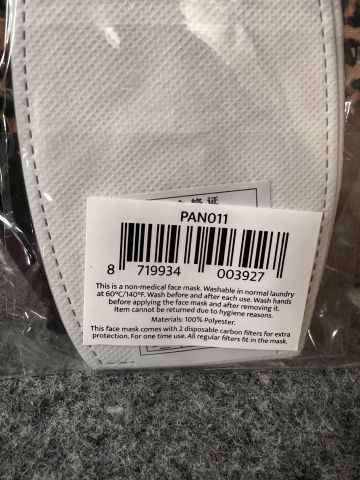 PAN011
8 719934 003927
This is a non-medical face mask. Washable in normal laundry
at 60°C/140°F. Wash before and after each use. Wash hands
before applying the face mask and after removing it.
Item cannot be returned due to hygiene reasons.
Materials: 100% Polyester.
This face mask comes with 2 disposable carbon filters for extra
protection. For one time use. All regular filters fit in the mask.